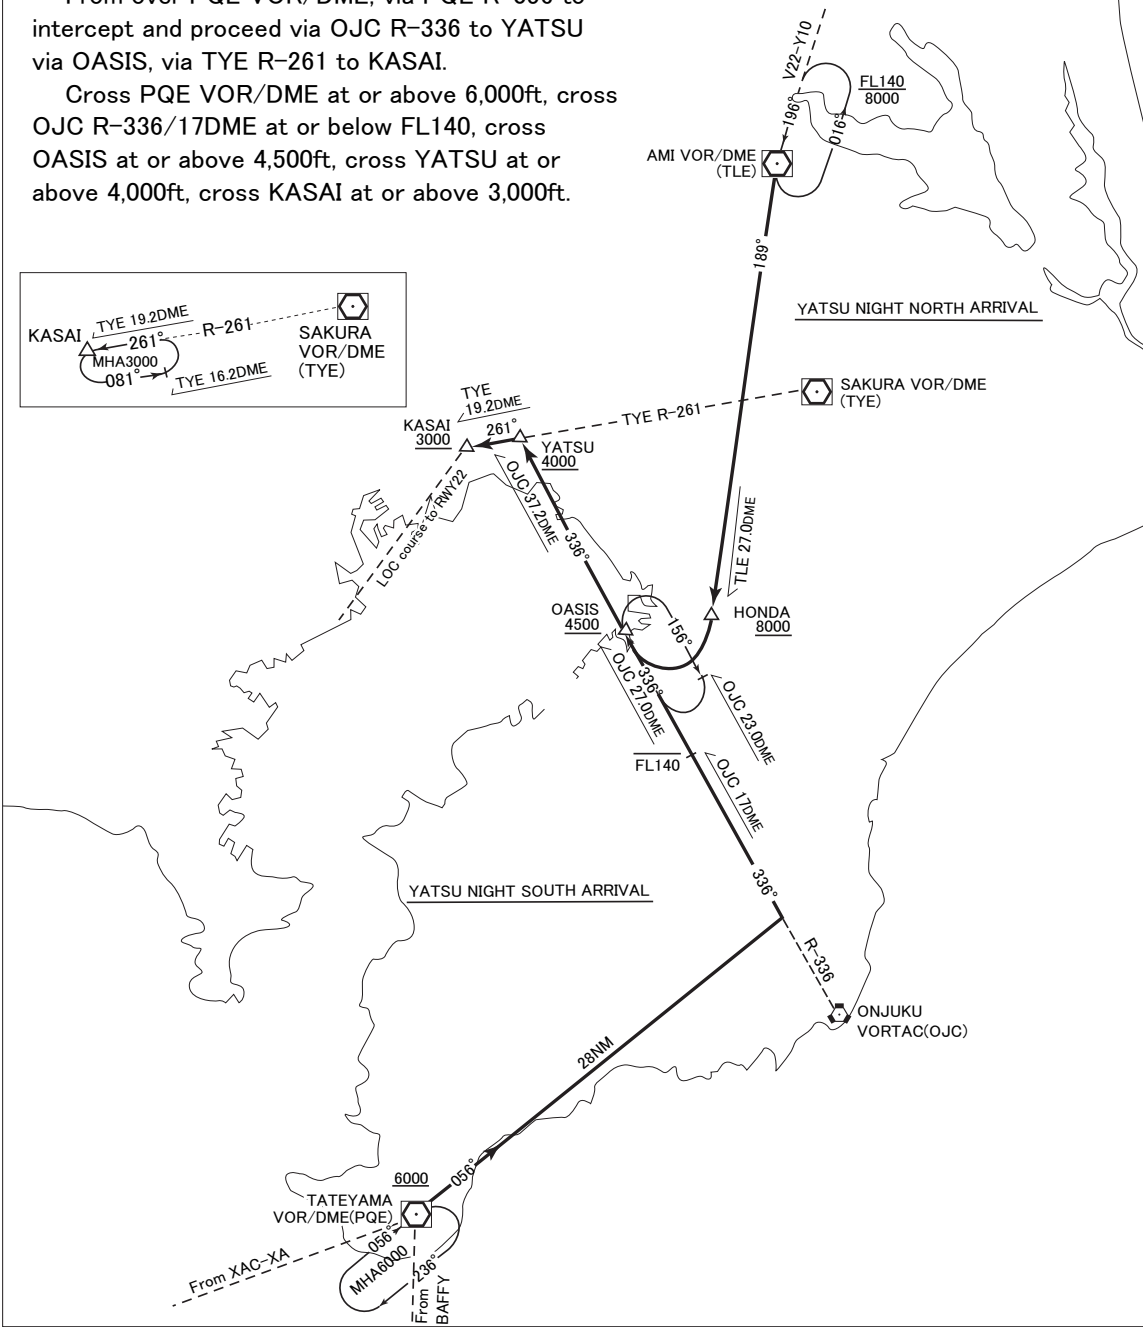 intercept and proceed via OJC R-336 to YATSU
via OASIS, via TYE R-261 to KASAI.
Cross PQE VOR/DME at or above 6,000ft, cross
OJC R-336/17DME at or below FL140, cross
OASIS at or above 4,500ft, cross YATSU at or
above 4,000ft, cross KASAI at or above 3,000ft.
V22-Y10
196°
016°
FL140
8000
AMI VOR/DME
(TLE)
189°
YATSU NIGHT NORTH ARRIVAL
KASAI
TYE 19.2DME
261°
R-261
MHA3000
081°
TYE 16.2DME
SAKURA
VOR/DME
(TYE)
SAKURA VOR/DME
(TYE)
TYE R-261
TYE
19.2DME
KASAI
3000
261°
YATSU
4000
OJC 37.2DME
LOC course to RWY22
336°
TLE 27.0DME
OASIS
4500
156°
HONDA
8000
336°
OJC 27.0DME
OJC 23.0DME
FL140
OJC 17DME
336°
YATSU NIGHT SOUTH ARRIVAL
R-336
ONJUKU
VORTAC(OJC)
28NM
056°
6000
TATEYAMA
VOR/DME(PQE)
056°
MHA6000
236°
From XAC-XA
From
BAFFY